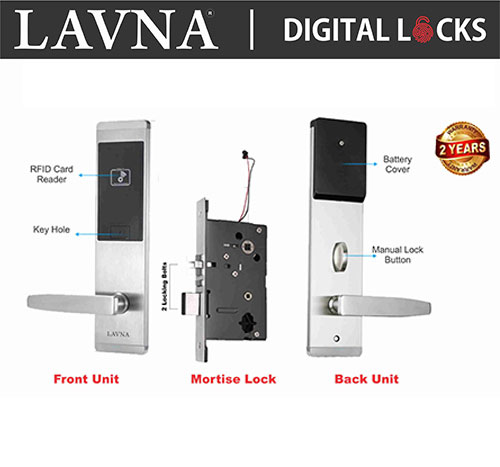 LAVNA® | DIGITAL LOCKS
WARRANTY
2 YEARS
RFID Card
Reader
Key Hole
2 Locking Bolts
Battery
Cover
Manual Lock
Button
LAVNA
Front Unit
Mortise Lock
Back Unit